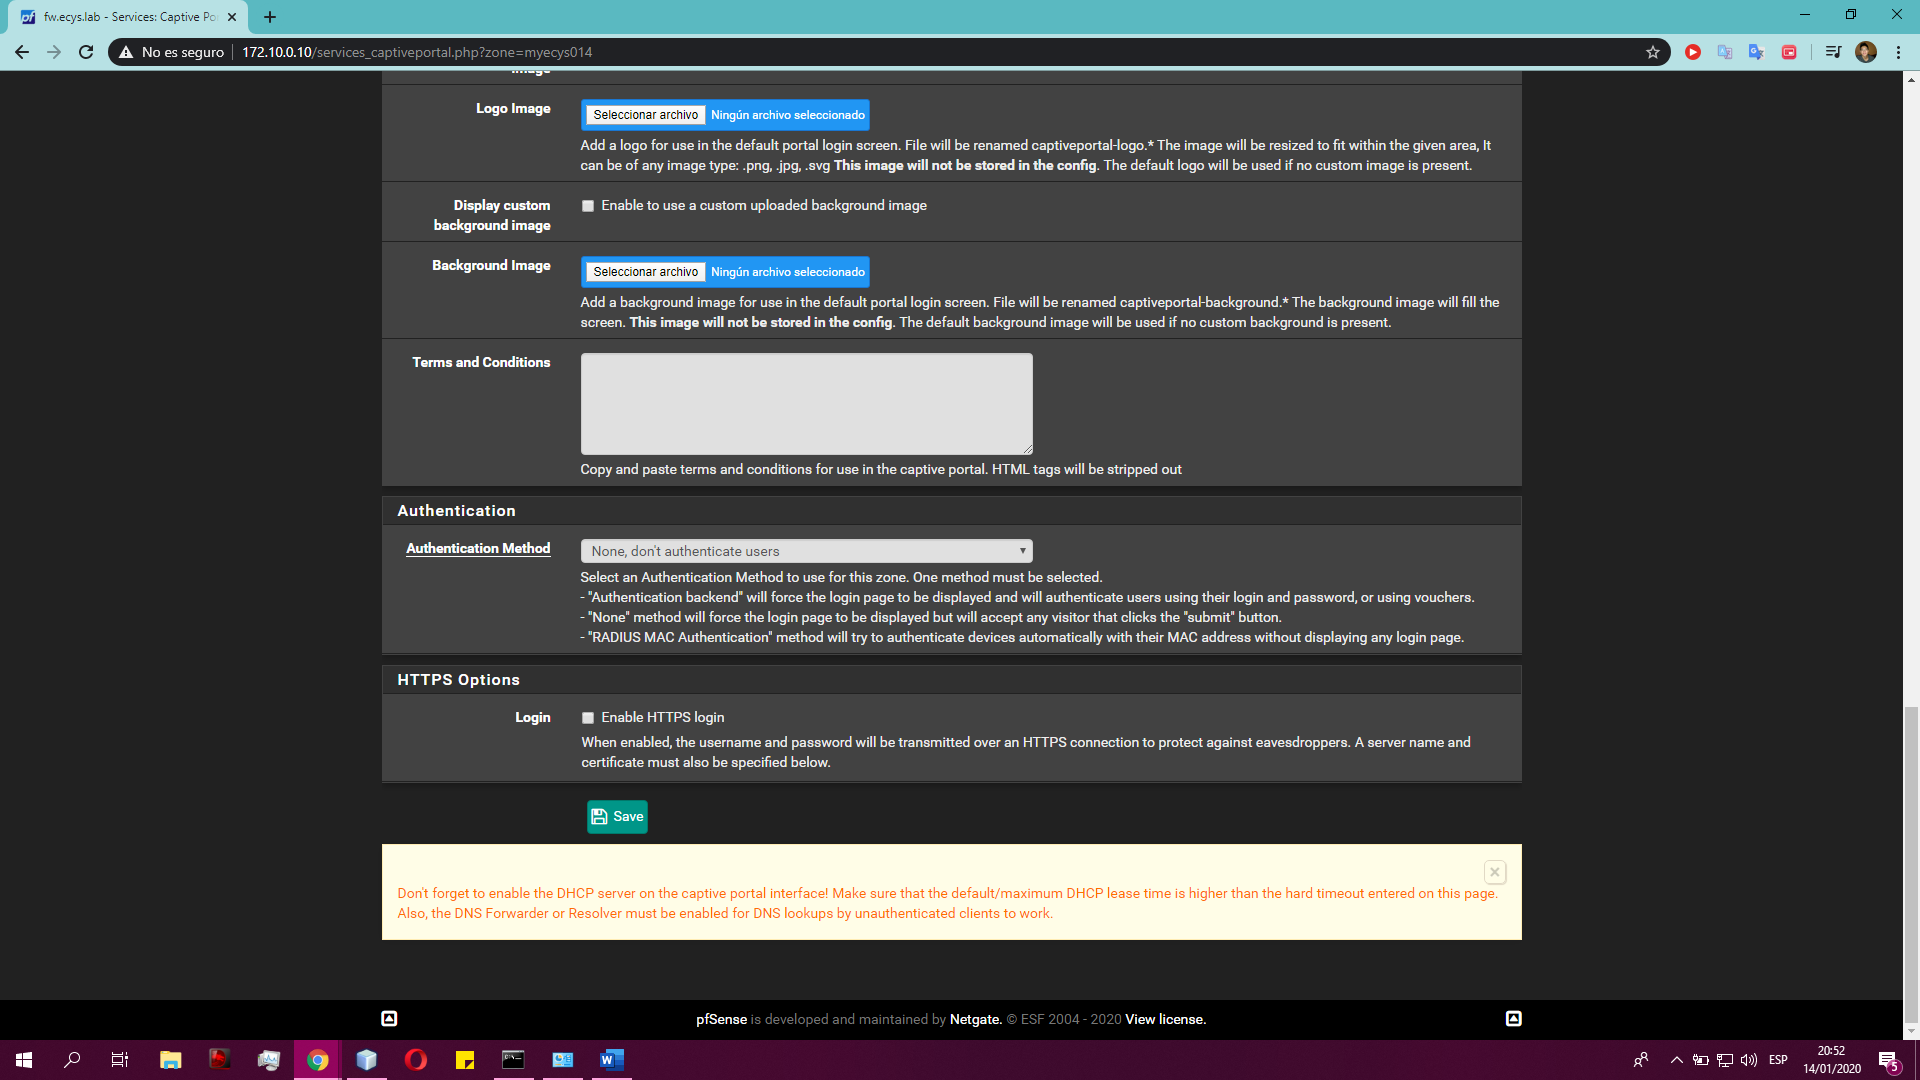 fw.ecys.lab - Services: Captive Po
No es seguro
172.10.0.10/services_captiveportal.php?zone=myecys014
Image
Logo Image
Seleccionar archivo Ningún archivo seleccionado
Add a logo for use in the default portal login screen. File will be renamed captiveportal-logo.* The image will be resized to fit within the given area, It
can be of any image type: .png, .jpg, .svg This image will not be stored in the config. The default logo will be used if no custom image is present.
Display custom
background image
Enable to use a custom uploaded background image
Background Image
Seleccionar archivo Ningún archivo seleccionado
Add a background image for use in the default portal login screen. File will be renamed captiveportal-background.* The background image will fill the
screen. This image will not be stored in the config. The default background image will be used if no custom background is present.
Terms and Conditions
Copy and paste terms and conditions for use in the captive portal. HTML tags will be stripped out
Authentication
Authentication Method
None, don't authenticate users
Select an Authentication Method to use for this zone. One method must be selected.
- "Authentication backend" will force the login page to be displayed and will authenticate users using their login and password, or using vouchers.
- "None" method will force the login page to be displayed but will accept any visitor that clicks the "submit" button.
- "RADIUS MAC Authentication" method will try to authenticate devices automatically with their MAC address without displaying any login page.
HTTPS Options
Login
Enable HTTPS login
When enabled, the username and password will be transmitted over an HTTPS connection to protect against eavesdroppers. A server name and
certificate must also be specified below.
Save
Don't forget to enable the DHCP server on the captive portal interface! Make sure that the default/maximum DHCP lease time is higher than the hard timeout entered on this page.
Also, the DNS Forwarder or Resolver must be enabled for DNS lookups by unauthenticated clients to work.
pfSense is developed and maintained by Netgate. © ESF 2004 - 2020 View license.
ESP
20:52
14/01/2020
5